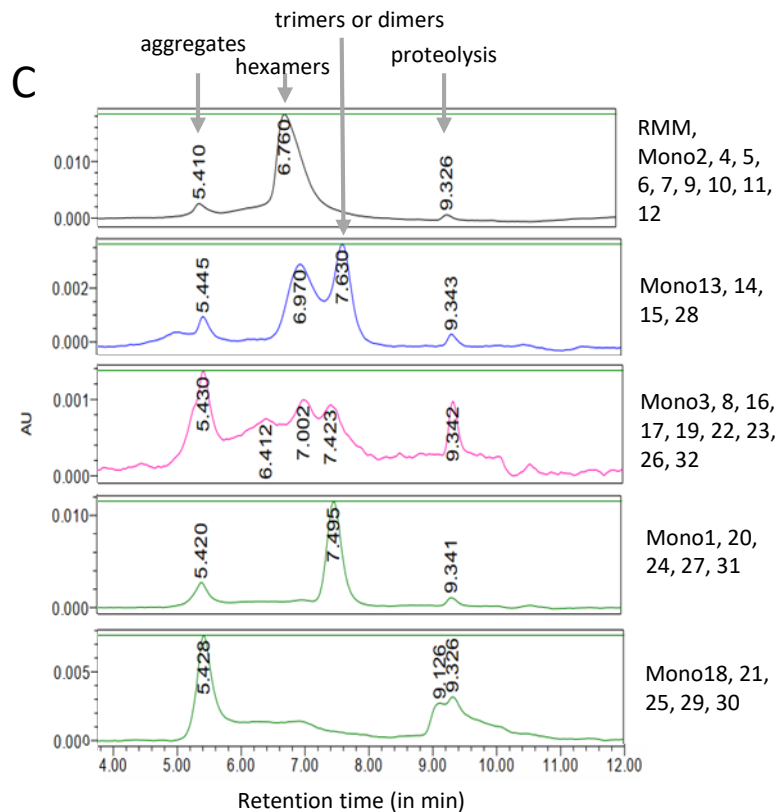 C
trimers or dimers
aggregates
hexamers
proteolysis
0.010
0.000
5.410
6.760
9.326
RMM,
Mono2, 4, 5,
6, 7, 9, 10, 11,
12
0.002
0.000
5.445
6.970
7.630
9.343
Mono13, 14,
15, 28
AU
0.001
0.000
5.430
6.412
7.002
7.423
9.342
Mono3, 8, 16,
17, 19, 22, 23,
26, 32
0.010
0.000
5.420
7.495
9.341
Mono1, 20,
24, 27, 31
0.005
0.000
5.428
9.126
9.326
Mono18, 21,
25, 29, 30
4.00 5.00 6.00 7.00 8.00 9.00 10.00 11.00 12.00
Retention time (in min)